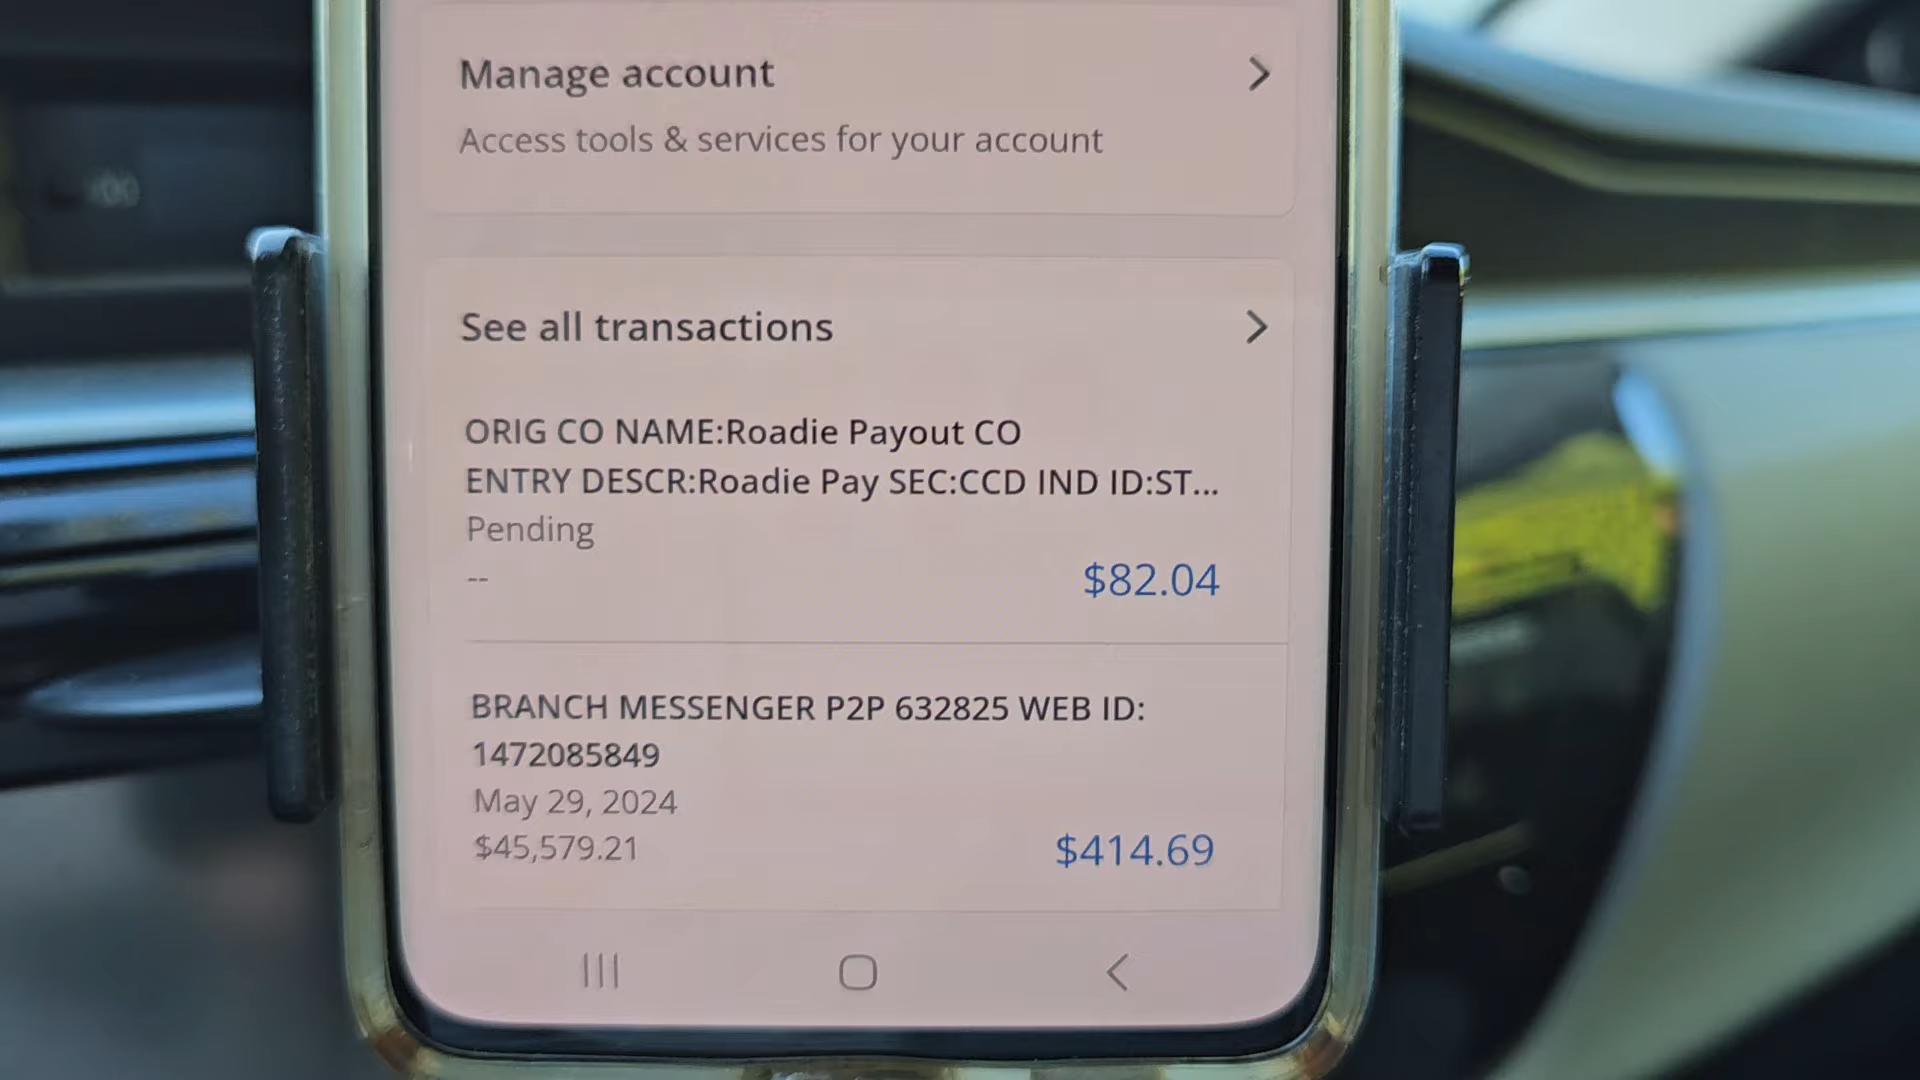 Manage account
Access tools & services for your account
See all transactions
ORIG CO NAME:Roadie Payout CO
ENTRY DESCR:Roadie Pay SEC:CCD IND ID:ST...
Pending
--
$82.04
BRANCH MESSENGER P2P 632825 WEB ID:
1472085849
May 29, 2024
$45,579.21
$414.69